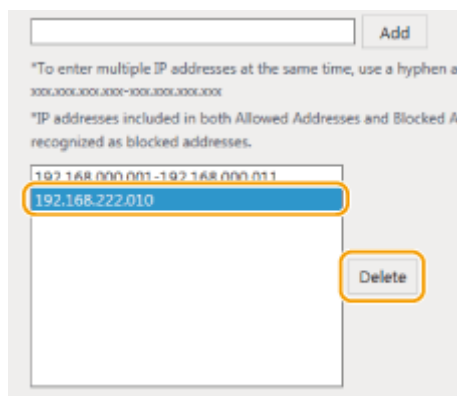 Add
*To enter multiple IP addresses at the same time, use a hyphen a
xxx.xxx.xxx.xxx-xxx.xxx.xxx.xxx
*IP addresses included in both Allowed Addresses and Blocked A
recognized as blocked addresses.
192.168.000.001-192.168.000.011
192.168.222.010
Delete